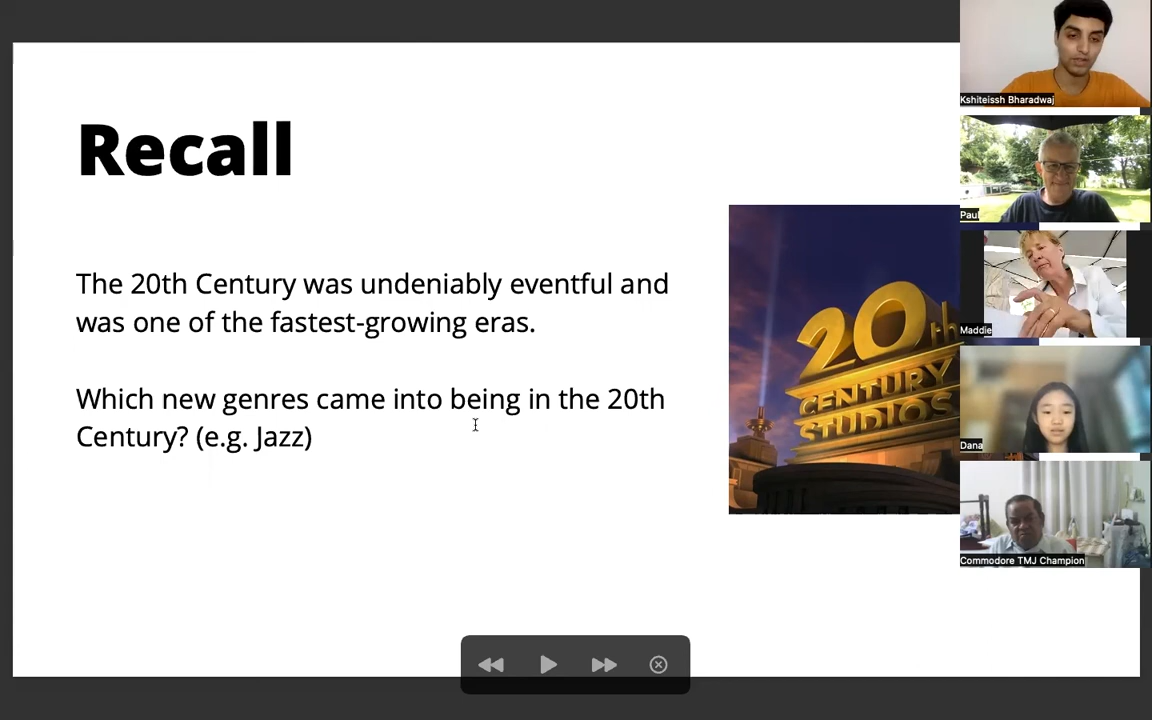 Recall
The 20th Century was undeniably eventful and
was one of the fastest-growing eras.
Which new genres came into being in the 20th
Century? (e.g. Jazz)
20th
CENTURY
STUDIOS
Kshiteissh Bharadwaj
Paul
Maddie
Dana
Commodore TMJ Champion